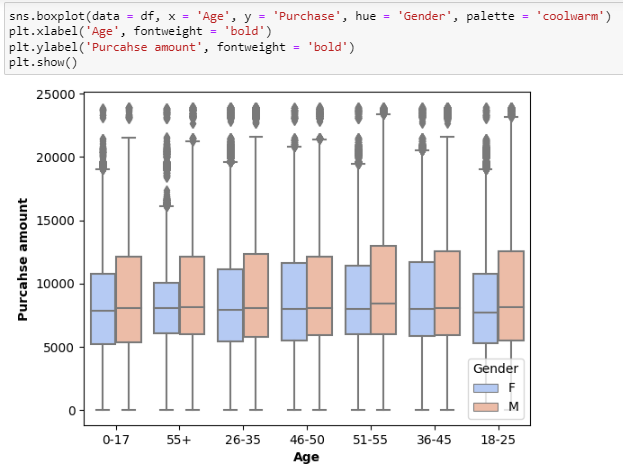 sns.boxplot(data = df, x = 'Age', y = 'Purchase', hue = 'Gender', palette = 'coolwarm')
plt.xlabel('Age', fontweight = 'bold')
plt.ylabel('Purcahse amount', fontweight = 'bold')
plt.show()
25000
20000
15000
10000
5000
0
Purcahse amount
Gender
F
M
0-17 55+ 26-35 46-50 51-55 36-45 18-25
Age